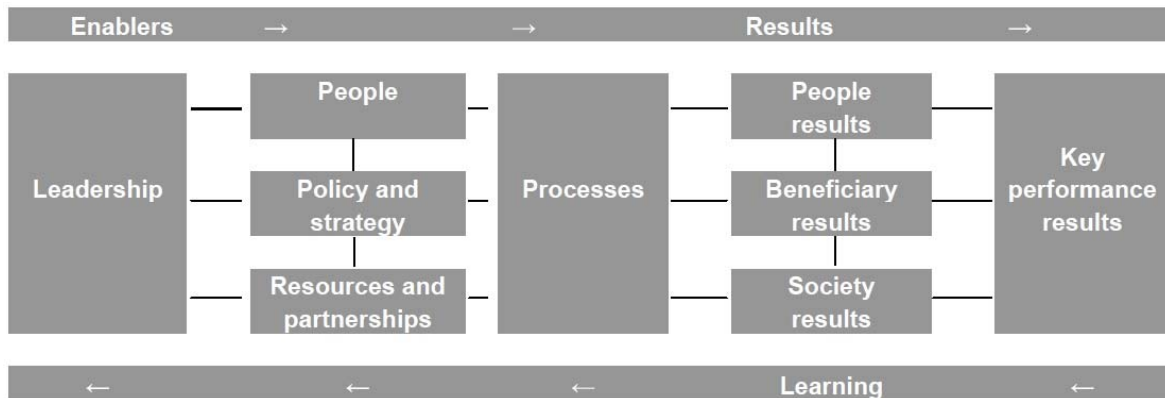 Enablers → → Results →
Leadership
People
Policy and
strategy
Resources and
partnerships
Processes
People
results
Beneficiary
results
Society
results
Key
performance
results
← ← ← Learning ←